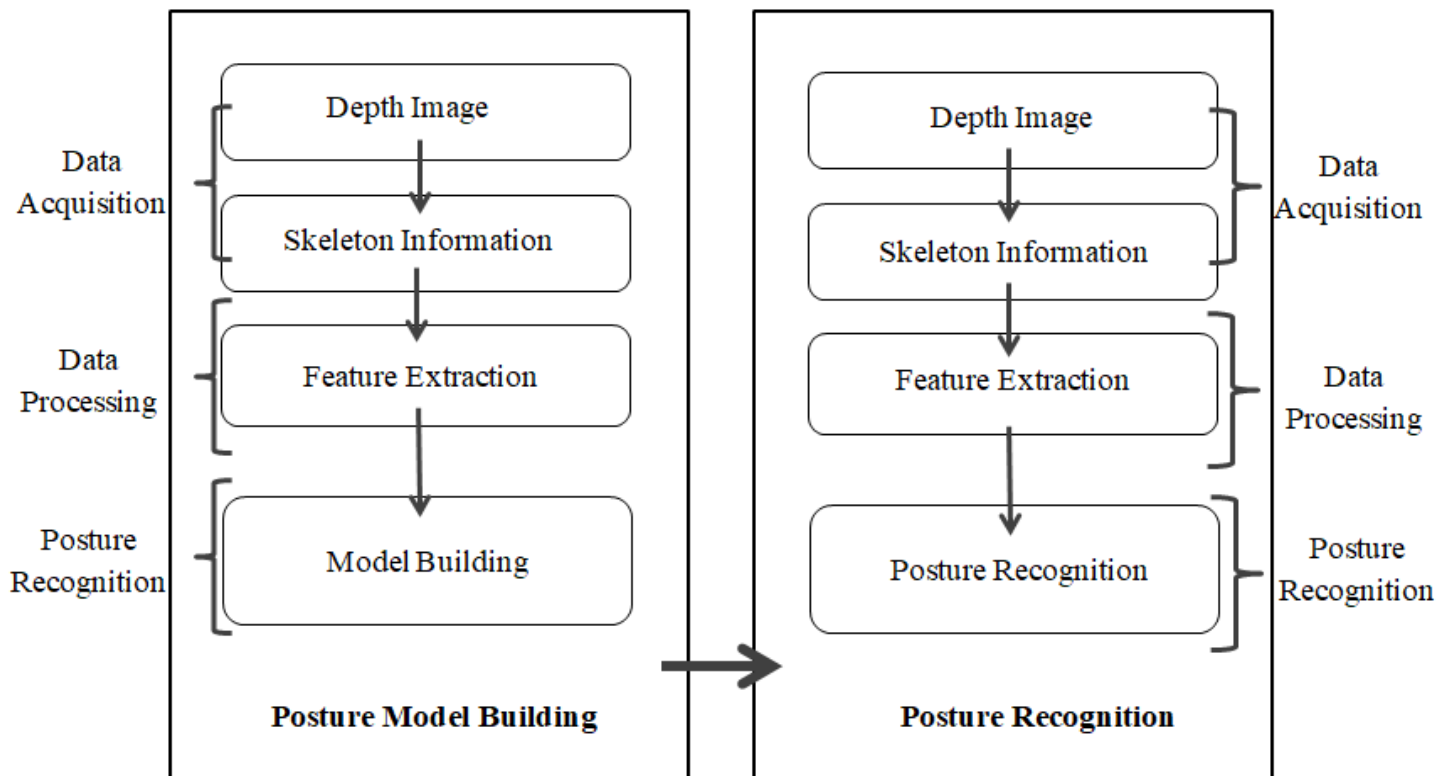 Data
Acquisition
Depth Image
Skeleton Information
Data
Processing
Feature Extraction
Posture
Recognition
Model Building
Posture Model Building
Depth Image
Skeleton Information
Data
Acquisition
Feature Extraction
Data
Processing
Posture Recognition
Posture
Recognition
Posture Recognition